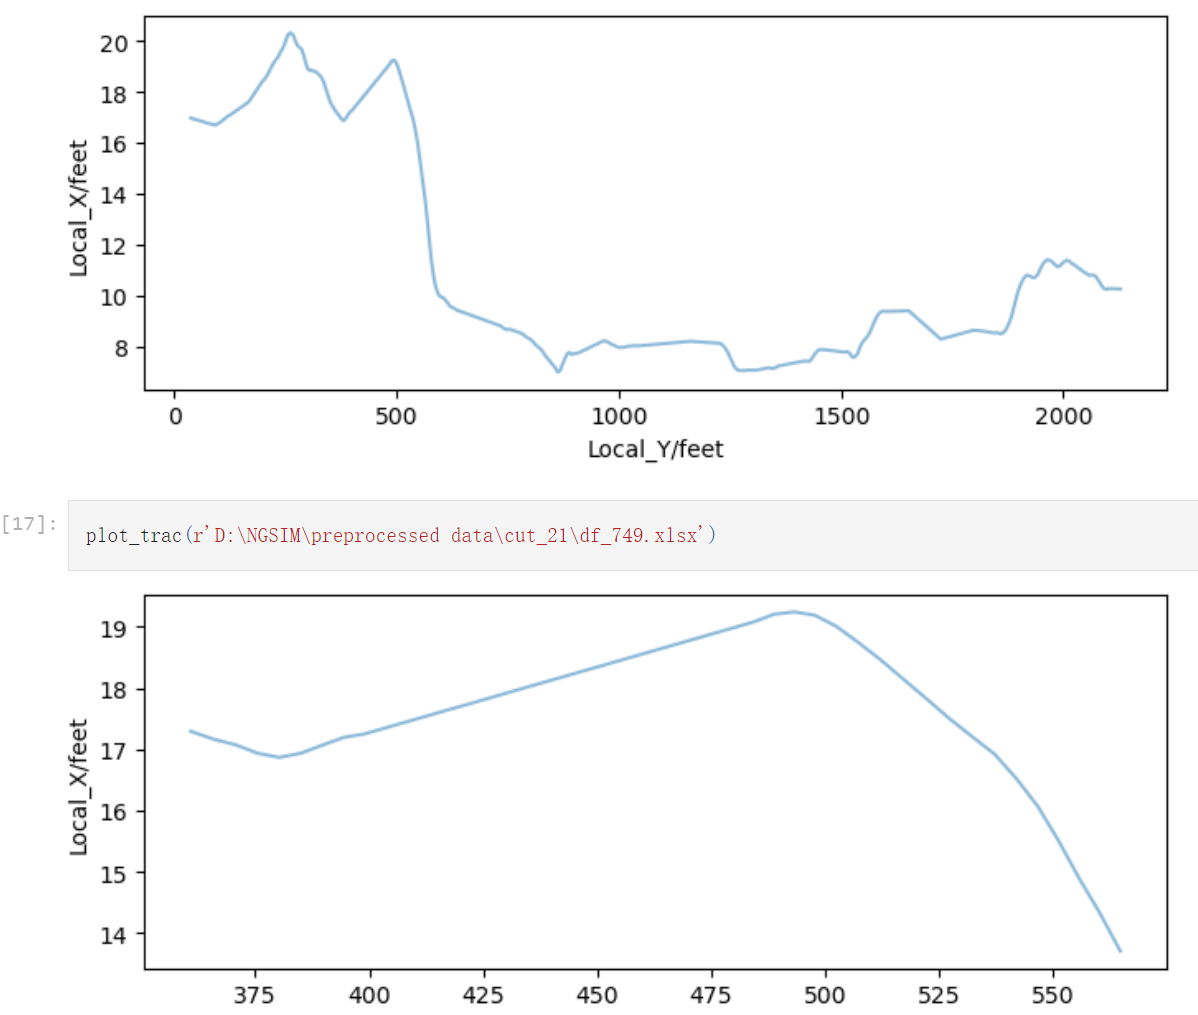 20
18
16
14
12
10
8
Local_X/feet
0 500 1000 1500 2000
Local_Y/feet
[17]: plot_trac(r'D:\NGSIM\preprocessed data\cut_21\df_749.xlsx')
19
18
17
16
15
14
Local_X/feet
375 400 425 450 475 500 525 550